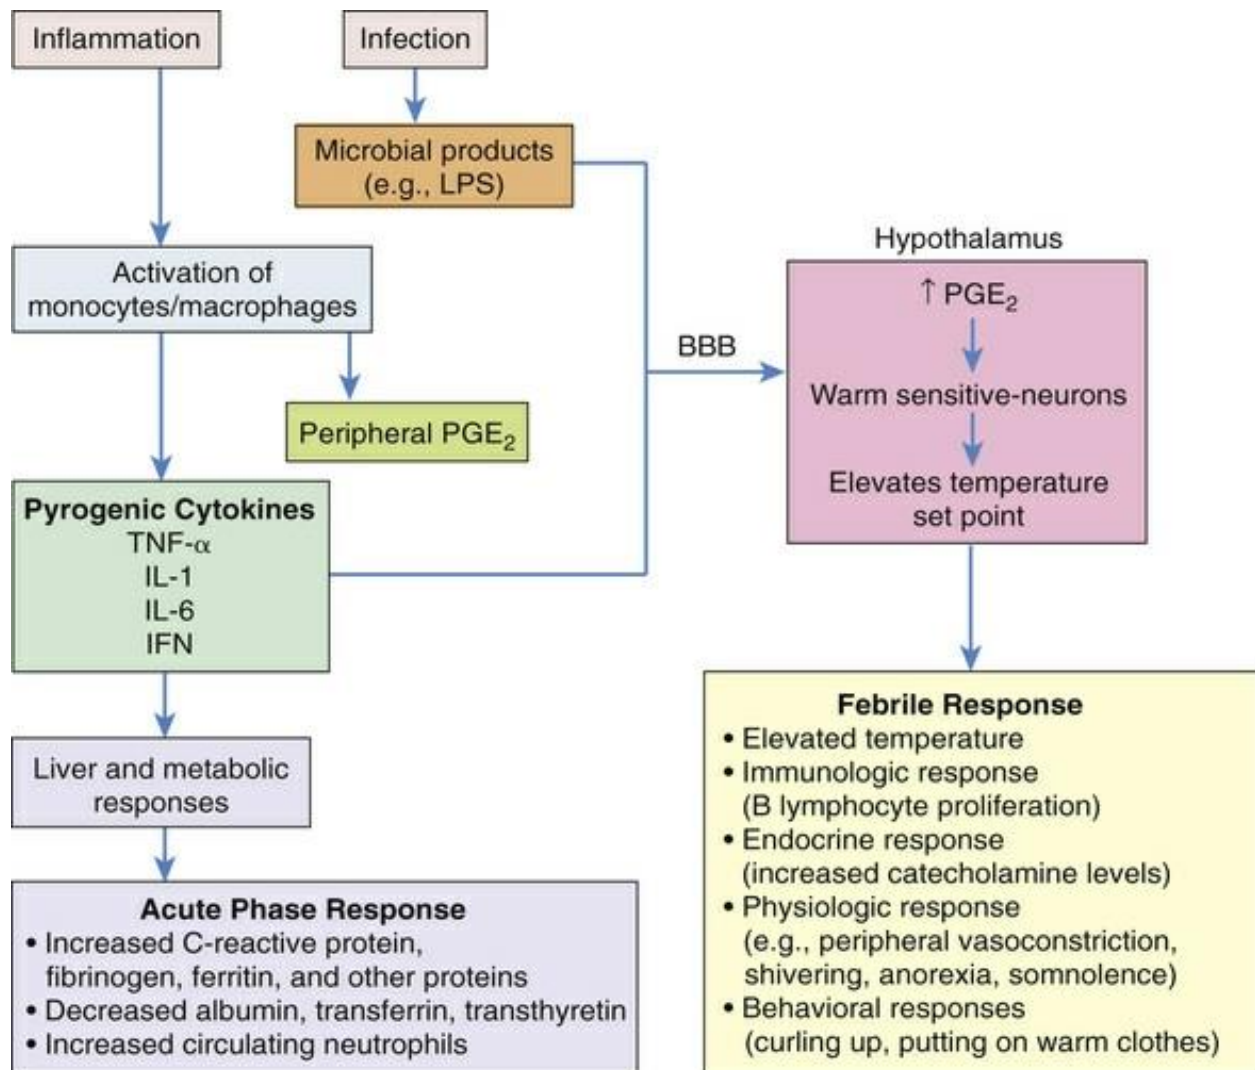 Inflammation
Infection
Microbial products
(e.g., LPS)
Activation of
monocytes/macrophages
Peripheral PGE₂
Pyrogenic Cytokines
TNF-α
IL-1
IL-6
IFN
Liver and metabolic
responses
Acute Phase Response
• Increased C-reactive protein,
fibrinogen, ferritin, and other proteins
• Decreased albumin, transferrin, transthyretin
• Increased circulating neutrophils
BBB
Hypothalamus
↑ PGE₂
Warm sensitive-neurons
Elevates temperature
set point
Febrile Response
• Elevated temperature
• Immunologic response
(B lymphocyte proliferation)
• Endocrine response
(increased catecholamine levels)
• Physiologic response
(e.g., peripheral vasoconstriction,
shivering, anorexia, somnolence)
• Behavioral responses
(curling up, putting on warm clothes)